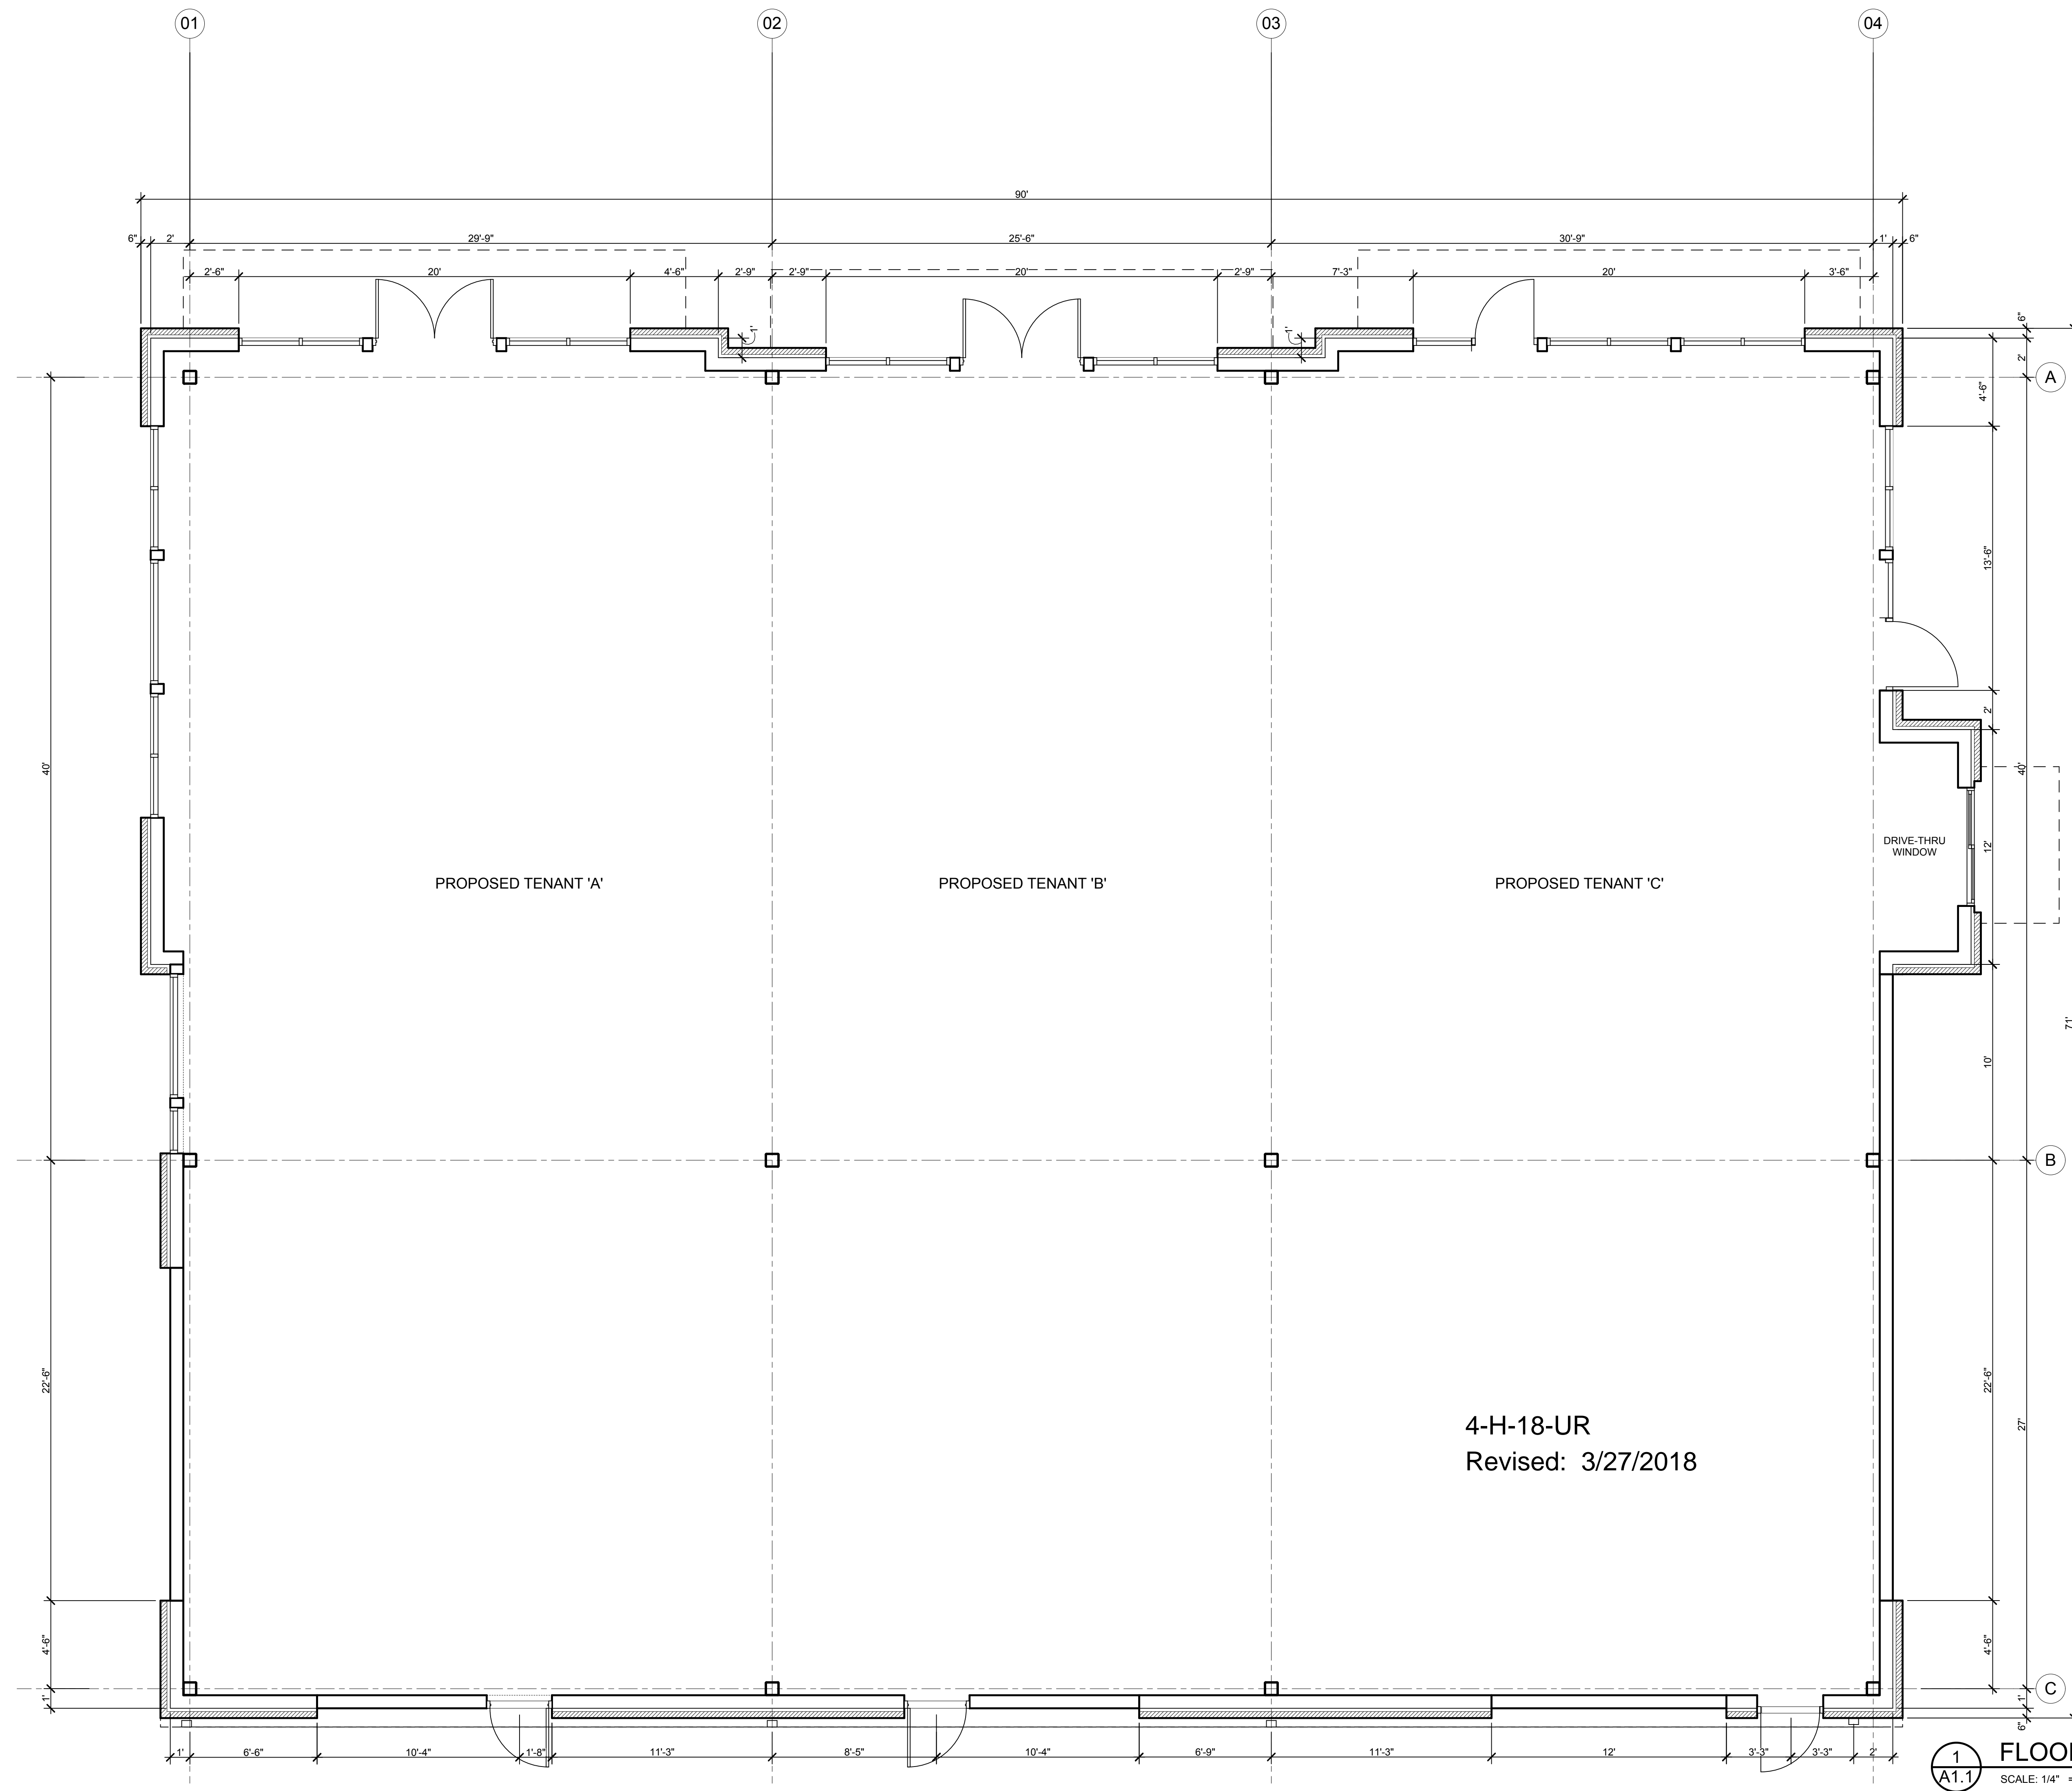 01 02 03 04
90'
6" 2' 29'-9" 25'-6" 30'-9" 1' 6"
2'-6" 20' 4'-6" 2'-9" 2'-9" 20' 2'-9" 7'-3" 20' 3'-6"
6"
1' 1'
2'
A
4'-6"
13'-6"
2'
40' 40'
DRIVE-THRU
WINDOW
12'
PROPOSED TENANT 'A' PROPOSED TENANT 'B' PROPOSED TENANT 'C'
71'
10'
B
22'-6" 22'-6"
27'
4-H-18-UR
Revised: 3/27/2018
4'-6" 4'-6"
C
1' 1'
6"
1' 6'-6" 10'-4" 1'-8" 11'-3" 8'-5" 10'-4" 6'-9" 11'-3" 12' 3'-3" 3'-3" 2'
1
A1.1
FLOO
SCALE: 1/4" =